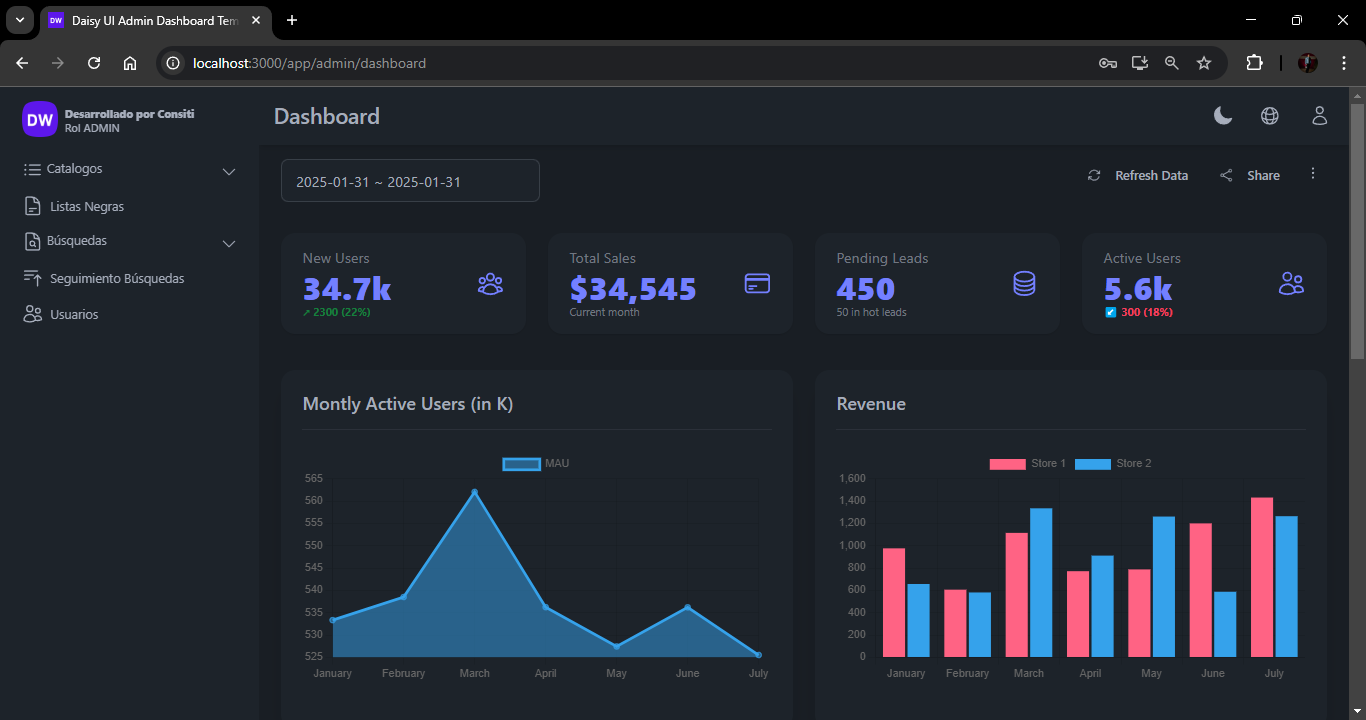 DW Daisy UI Admin Dashboard Tem
localhost:3000/app/admin/dashboard
DW Desarrollado por Consiti
Rol ADMIN
Dashboard
Catalogos
Listas Negras
Búsquedas
Seguimiento Búsquedas
Usuarios
2025-01-31 ~ 2025-01-31
Refresh Data
Share
New Users
34.7k
↗ 2300 (22%)
Total Sales
$34,545
Current month
Pending Leads
450
50 in hot leads
Active Users
5.6k
↙ 300 (18%)
Montly Active Users (in K)
MAU
565
560
555
550
545
540
535
530
525
January February March April May June July
Revenue
Store 1 Store 2
1,600
1,400
1,200
1,000
800
600
400
200
0
January February March April May June July